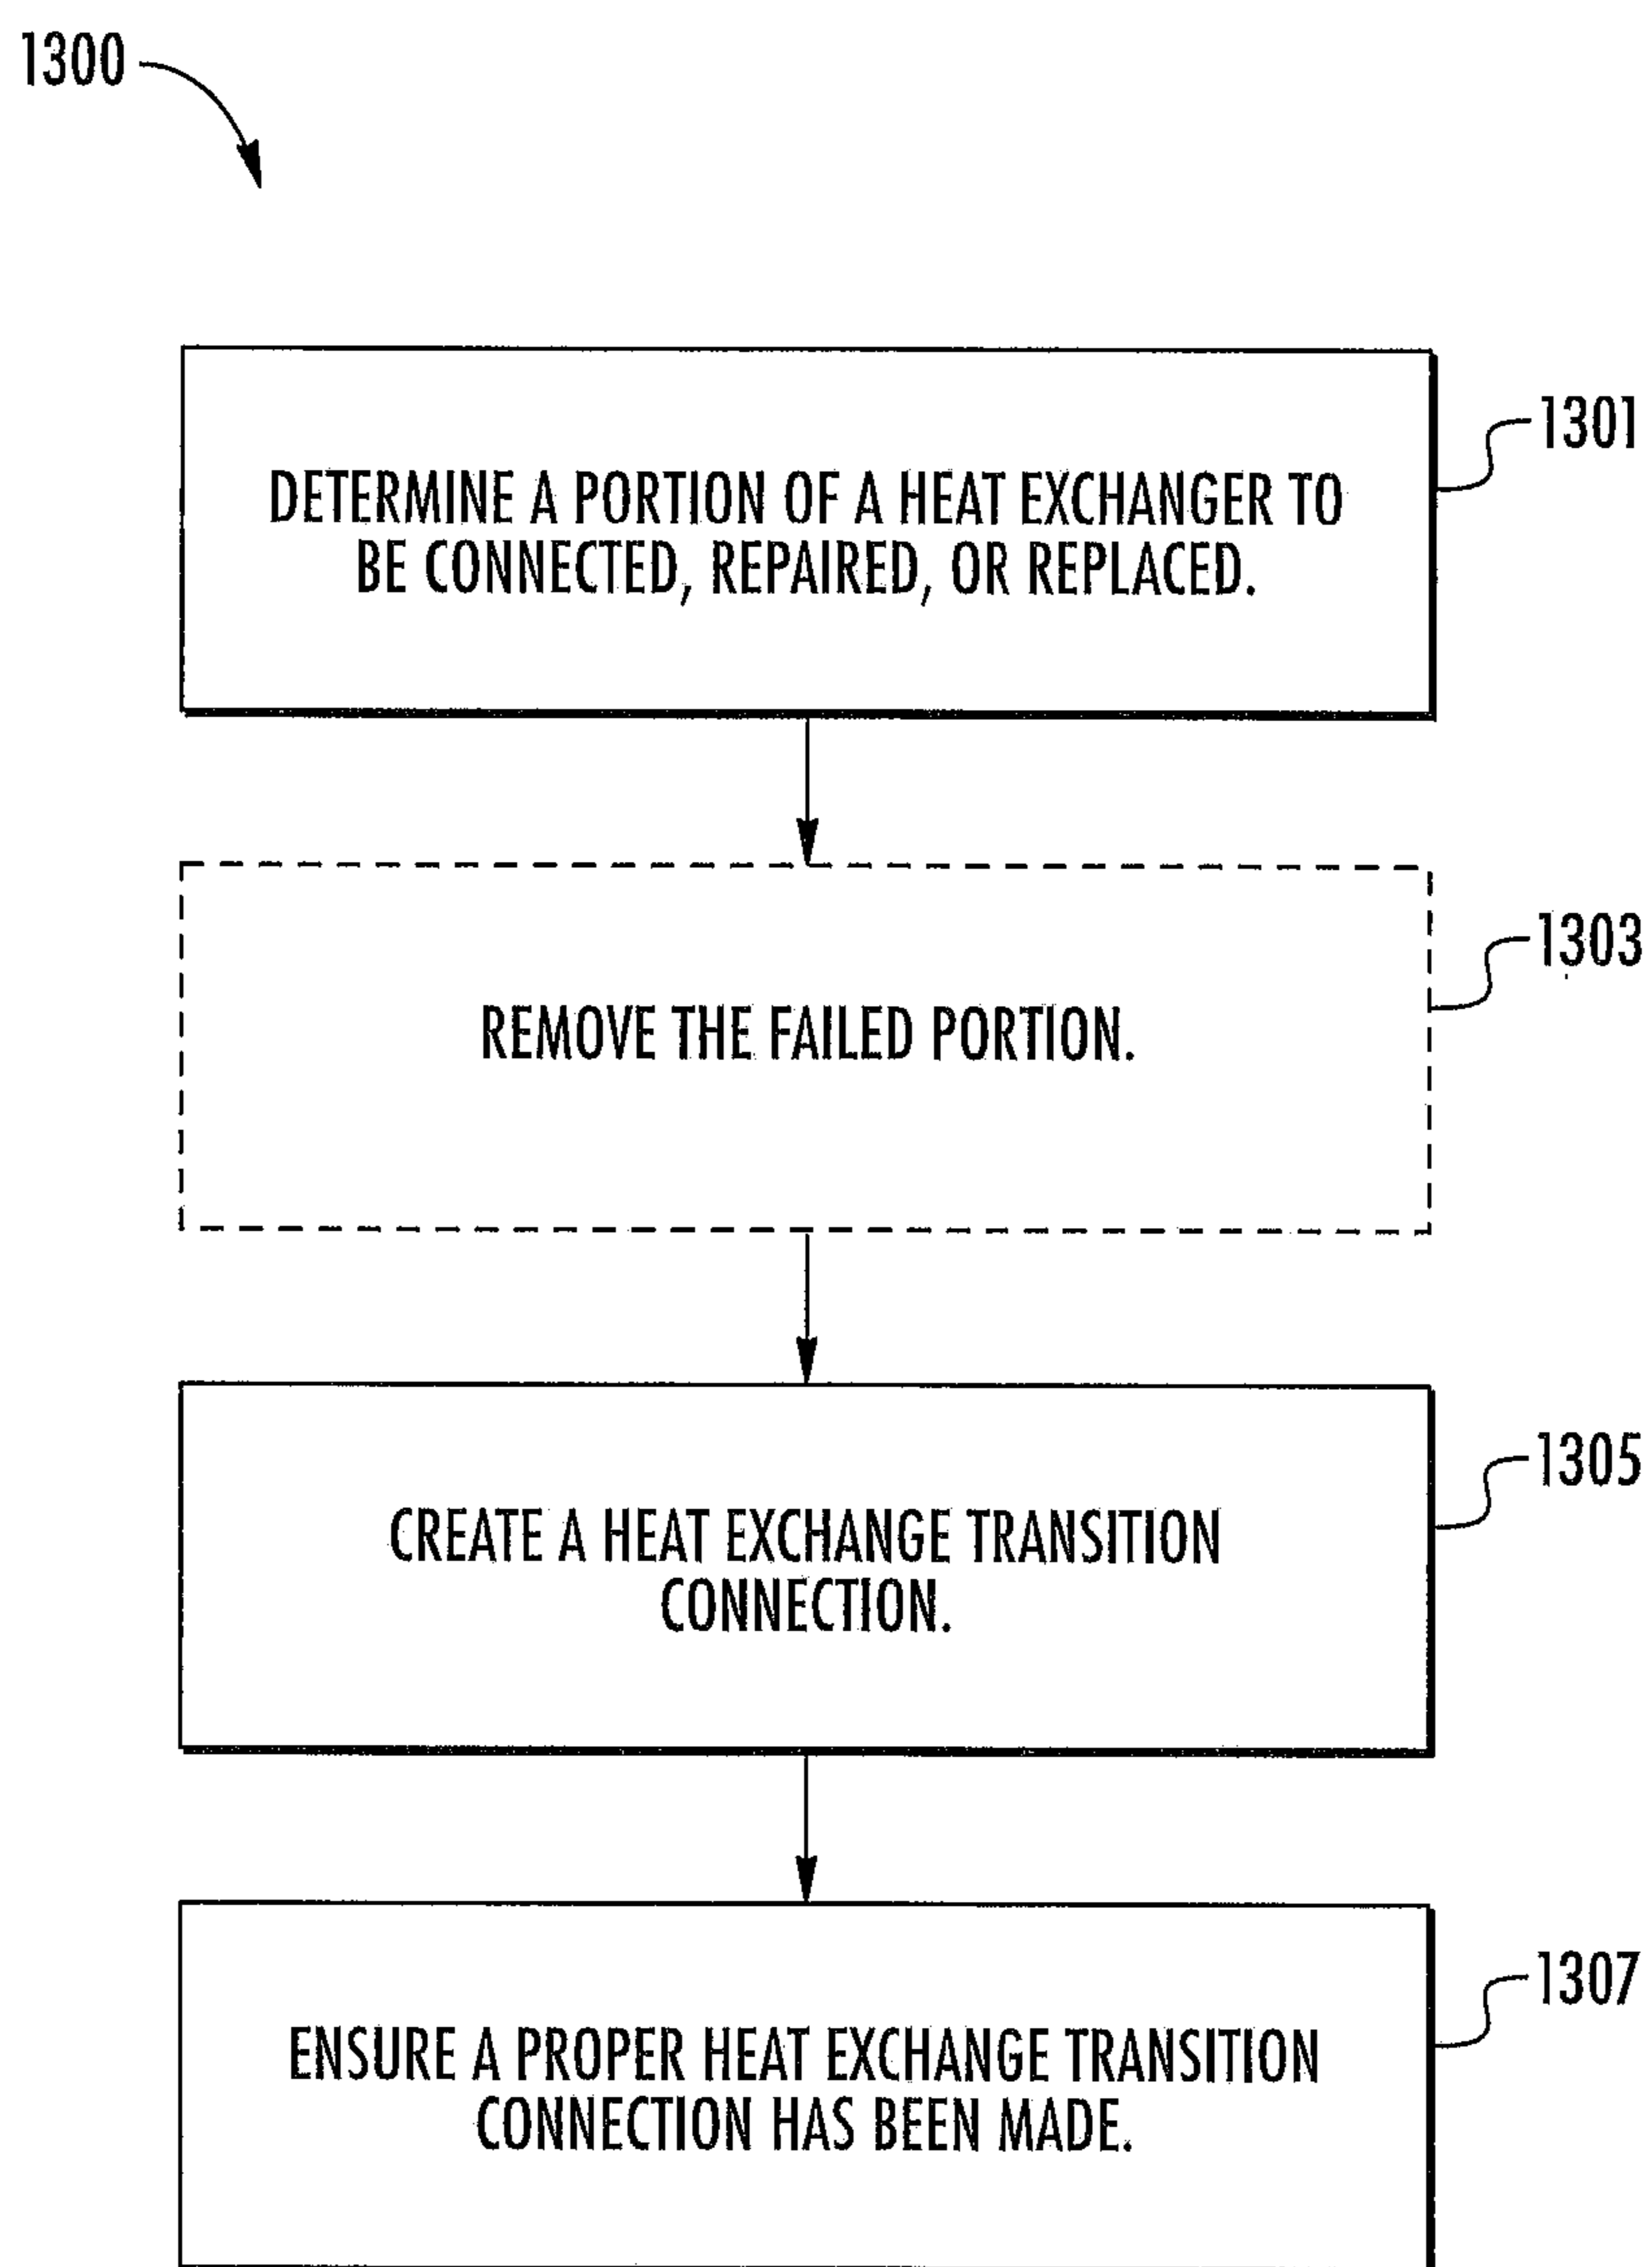 1300
DETERMINE A PORTION OF A HEAT EXCHANGER TO
BE CONNECTED, REPAIRED, OR REPLACED.
1301
REMOVE THE FAILED PORTION.
1303
CREATE A HEAT EXCHANGE TRANSITION
CONNECTION.
1305
ENSURE A PROPER HEAT EXCHANGE TRANSITION
CONNECTION HAS BEEN MADE.
1307